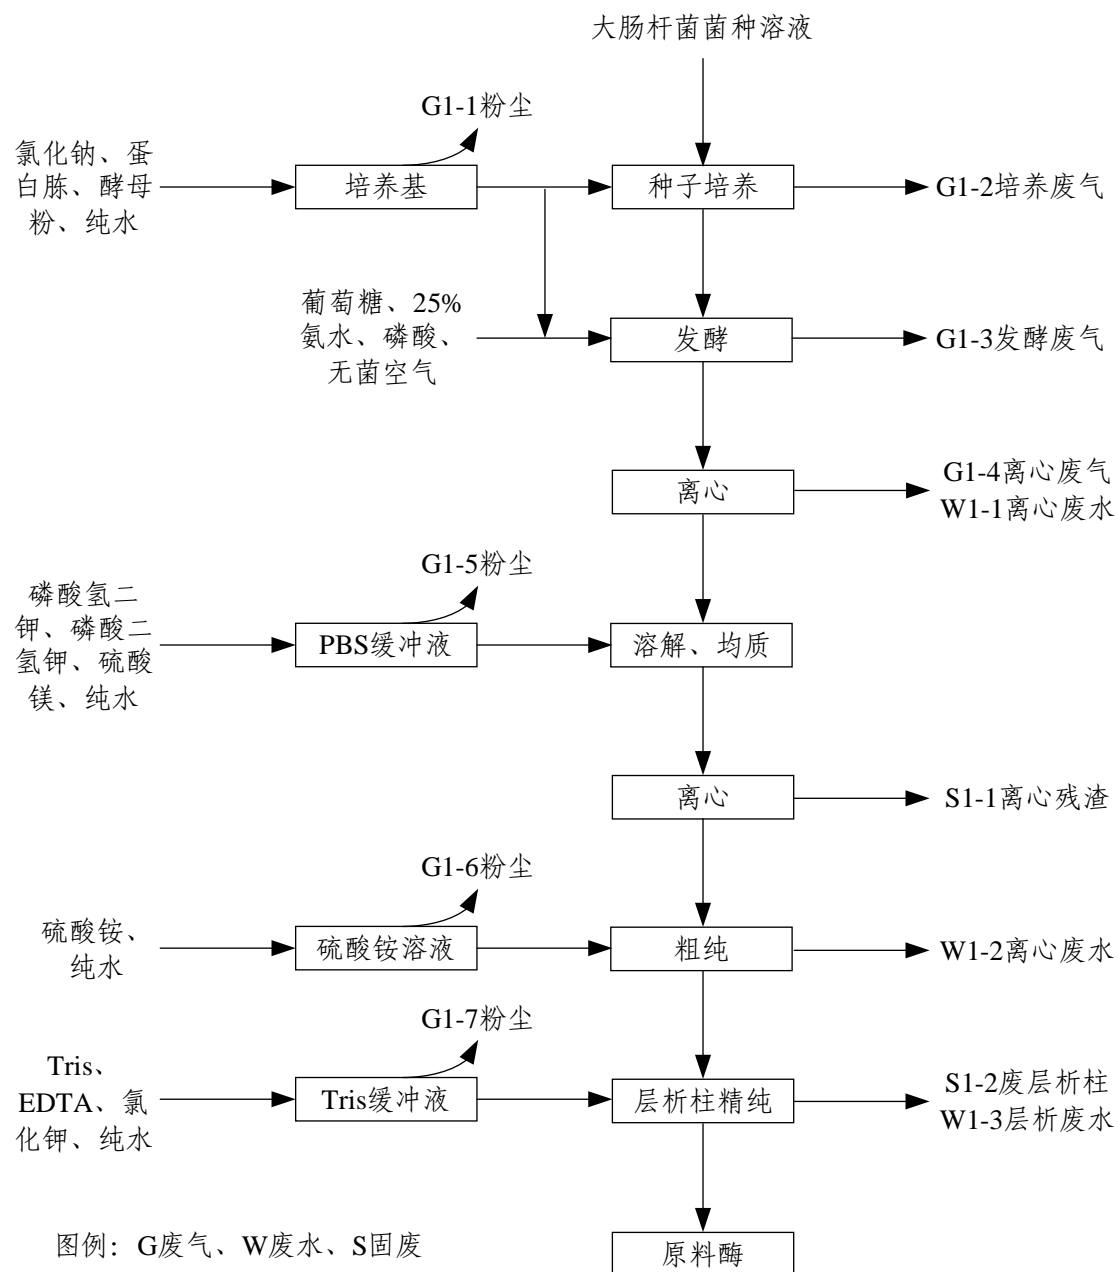 大肠杆菌菌种溶液
G1-1粉尘
氯化钠、蛋
白胨、酵母
粉、纯水
培养基
种子培养
G1-2培养废气
葡萄糖、25%
氨水、磷酸、
无菌空气
发酵
G1-3发酵废气
离心
G1-4离心废气
W1-1离心废水
G1-5粉尘
磷酸氢二
钾、磷酸二
氢钾、硫酸
镁、纯水
PBS缓冲液
溶解、均质
离心
S1-1离心残渣
G1-6粉尘
硫酸铵、
纯水
硫酸铵溶液
粗纯
W1-2离心废水
G1-7粉尘
Tris、
EDTA、氯
化钾、纯水
Tris缓冲液
层析柱精纯
S1-2废层析柱
W1-3层析废水
图例：G废气、W废水、S固废
原料酶